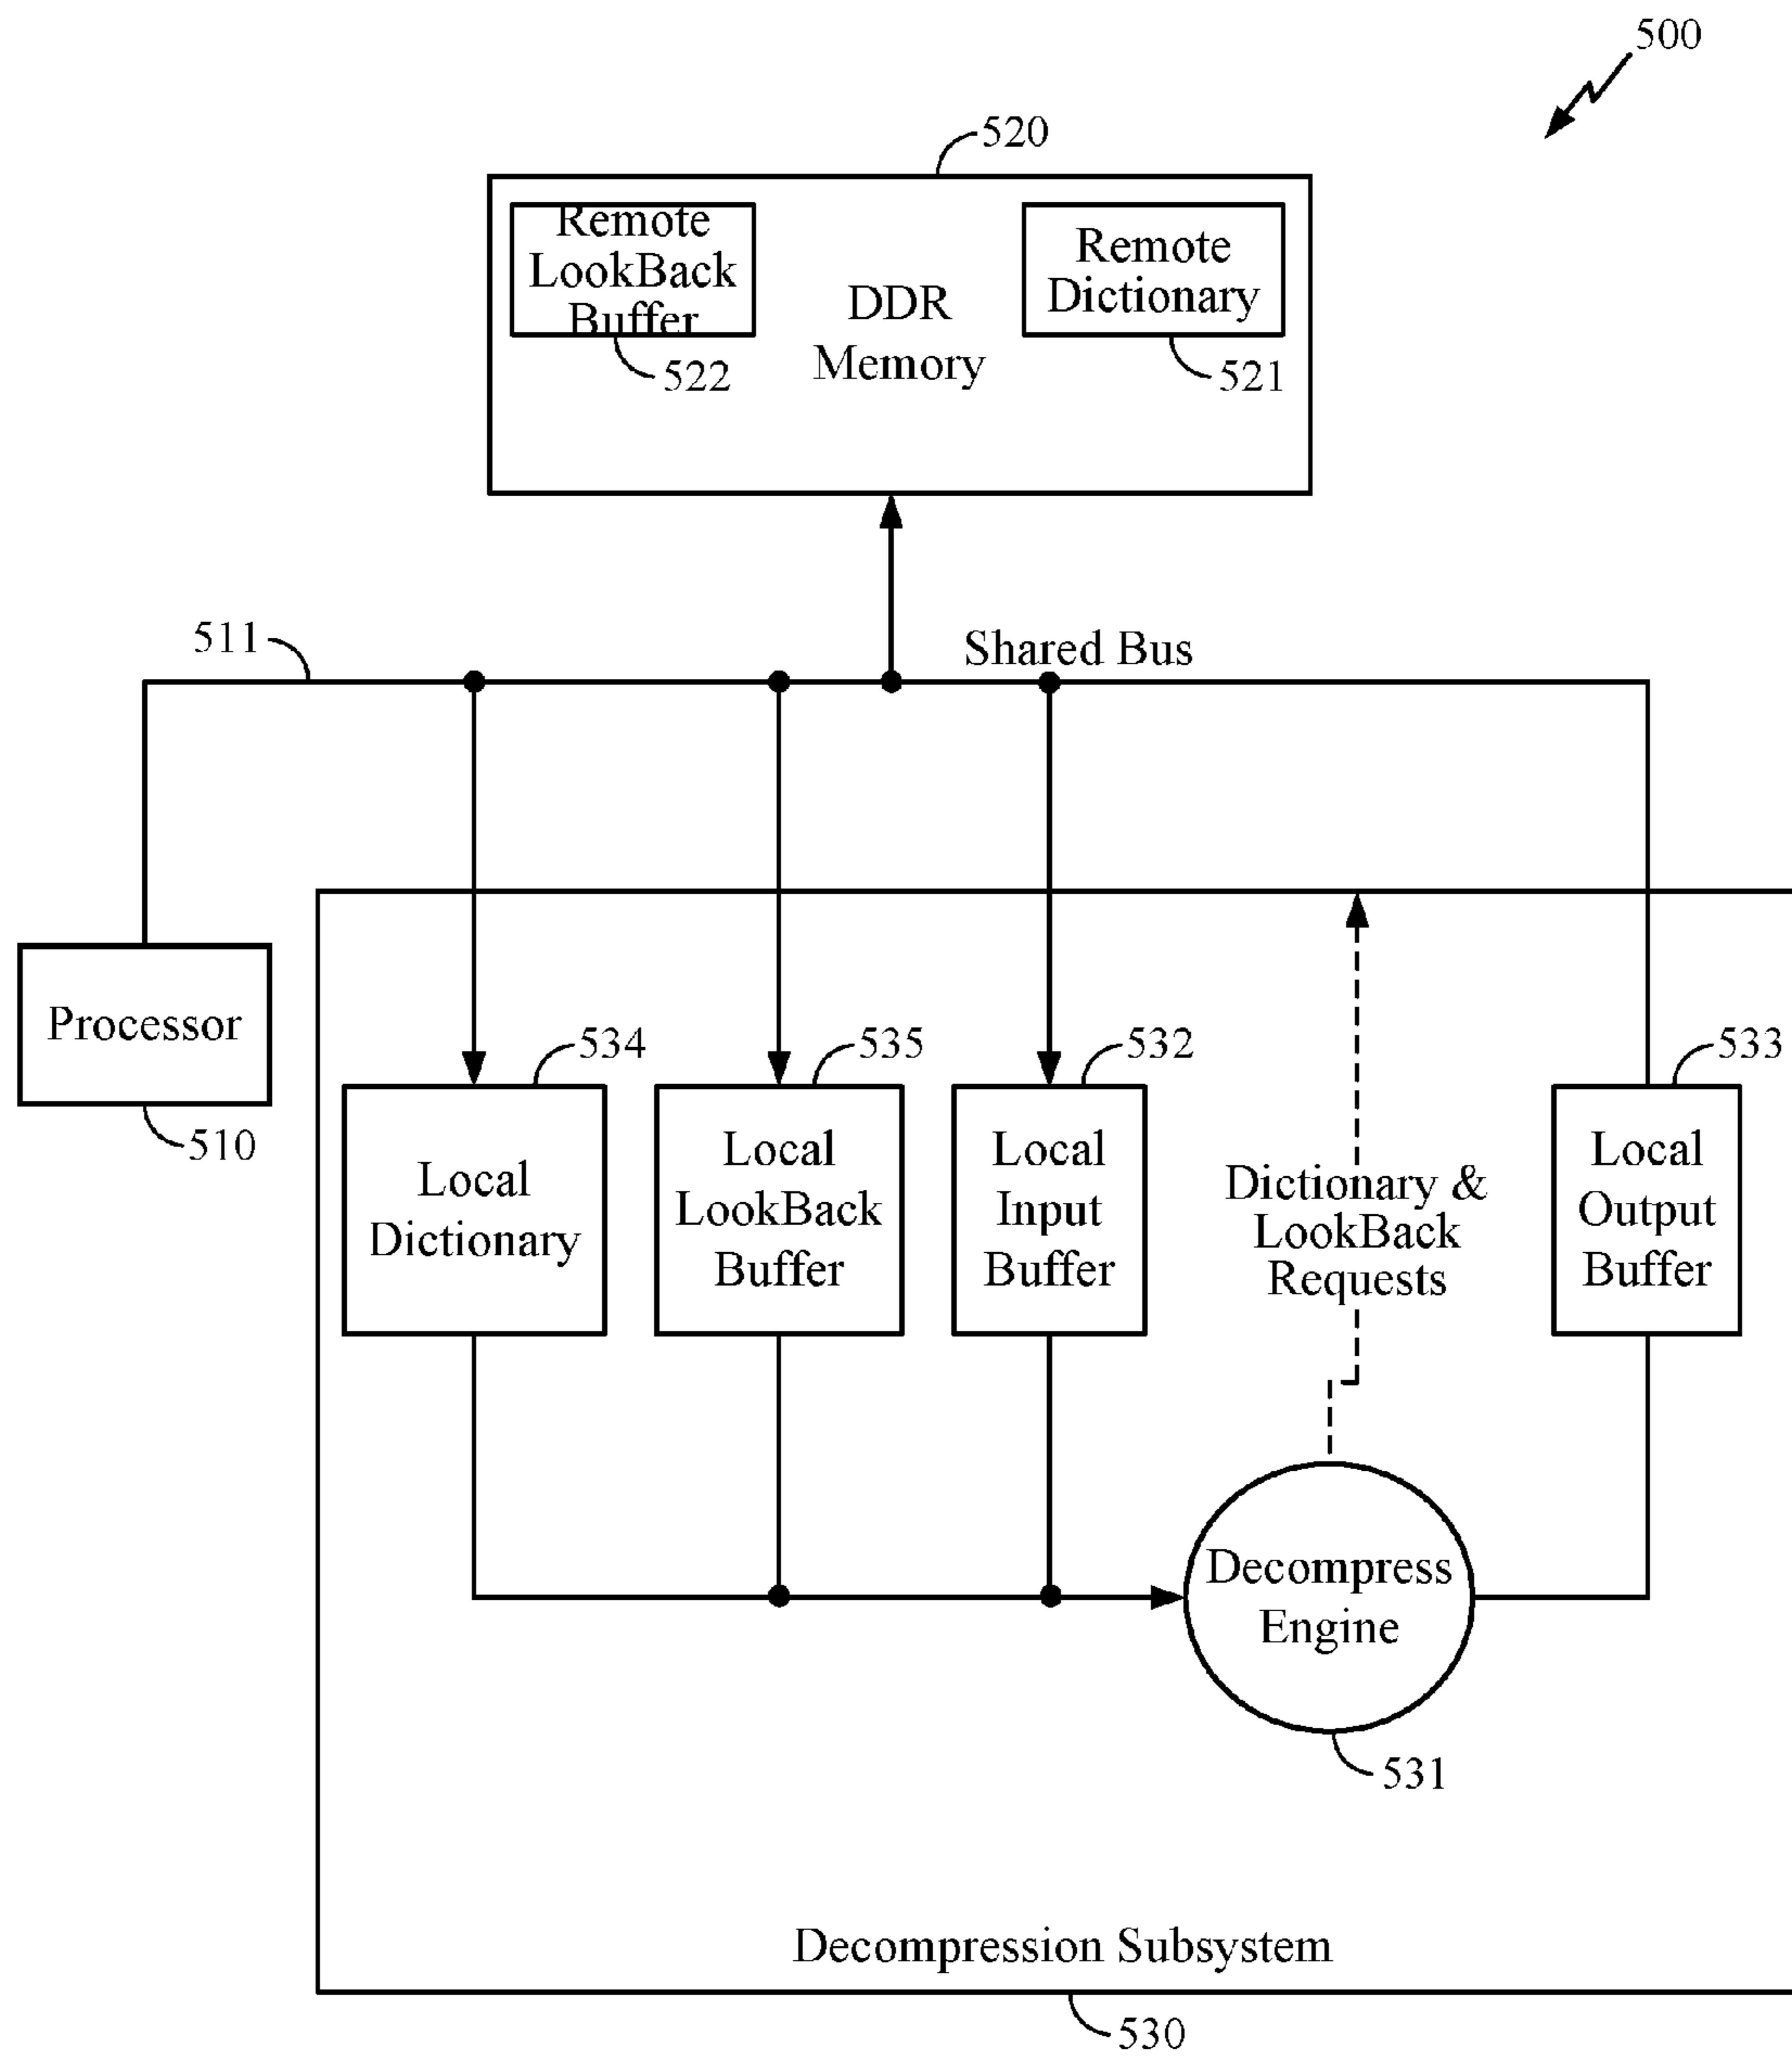 500
520
Remote
LookBack
Buffer
522
DDR
Memory
Remote
Dictionary
521
511
Shared Bus
Processor
510
534
Local
Dictionary
535
Local
LookBack
Buffer
532
Local
Input
Buffer
Dictionary &
LookBack
Requests
533
Local
Output
Buffer
Decompress
Engine
531
Decompression Subsystem
530